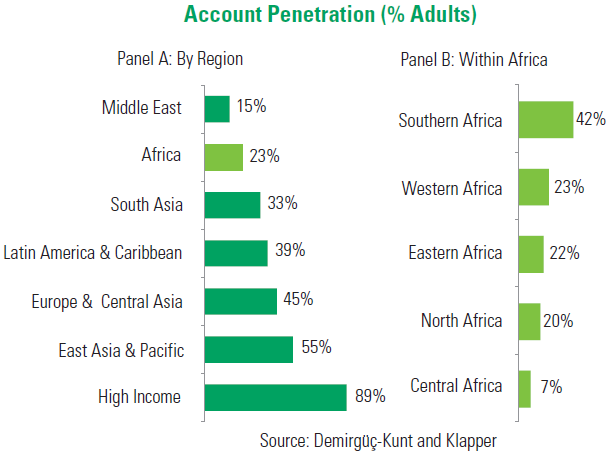 Account Penetration (% Adults)
Panel A: By Region
Middle East 15%
Africa 23%
South Asia 33%
Latin America & Caribbean 39%
Europe & Central Asia 45%
East Asia & Pacific 55%
High Income 89%
Panel B: Within Africa
Southern Africa 42%
Western Africa 23%
Eastern Africa 22%
North Africa 20%
Central Africa 7%
Source: Demirgüç-Kunt and Klapper